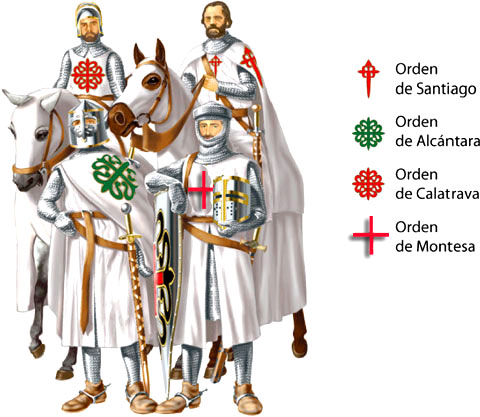 Orden
de Santiago
Orden
de Alcántara
Orden
de Calatrava
Orden
de Montesa